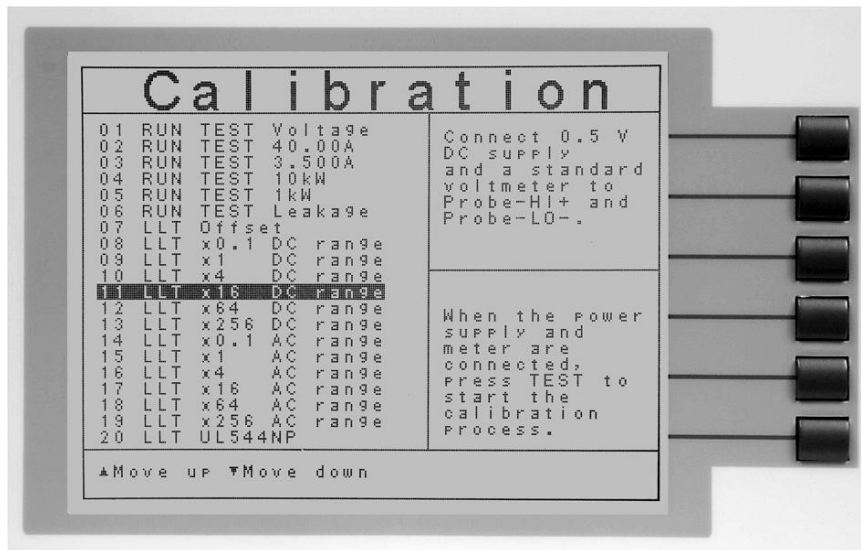 Calibration
01 RUN TEST Voltage
02 RUN TEST 40.00A
03 RUN TEST 3.500A
04 RUN TEST 10kW
05 RUN TEST 1kW
06 RUN TEST Leakage
07 LLT Offset
08 LLT x0.1 DC range
09 LLT x1 DC range
10 LLT x4 DC range
11 LLT x16 DC range
12 LLT x64 DC range
13 LLT x256 DC range
14 LLT x0.1 AC range
15 LLT x1 AC range
16 LLT x4 AC range
17 LLT x16 AC range
18 LLT x64 AC range
19 LLT x256 AC range
20 LLT UL544NP
Connect 0.5 V
DC supply
and a standard
voltmeter to
Probe-HI+ and
Probe-LO-.
When the power
supply and
meter are
connected,
press TEST to
start the
calibration
process.
▲Move up ▼Move down